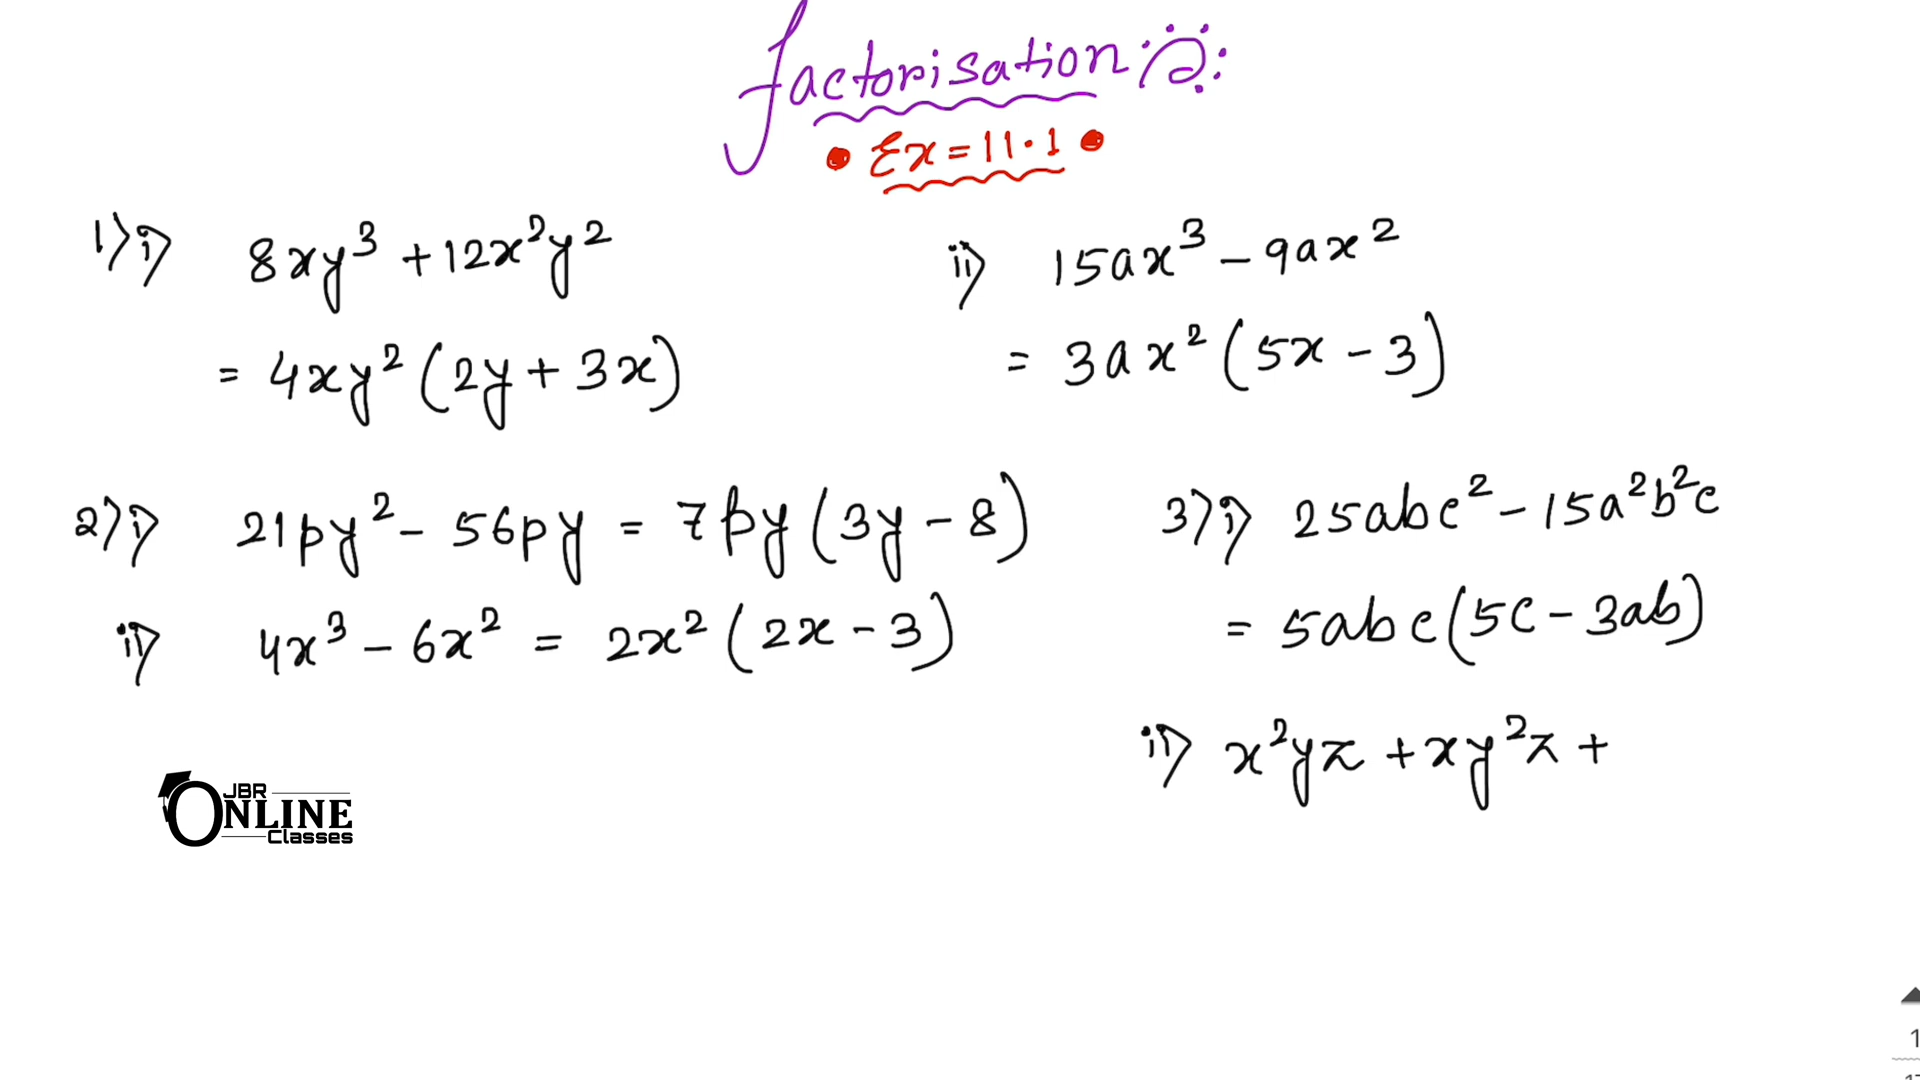 factorisation :2:
• Ex = 11.1 •
1) i) 8xy³ + 12x²y²
= 4xy² (2y + 3x)
ii) 15ax³ - 9ax²
= 3ax² (5x - 3)
2) i) 21py² - 56py = 7py (3y - 8)
ii) 4x³ - 6x² = 2x² (2x - 3)
3) i) 25abc² - 15a²b²c
= 5abc (5c - 3ab)
ii) x²yz + xy²z +
JBR
ONLINE
Classes
1